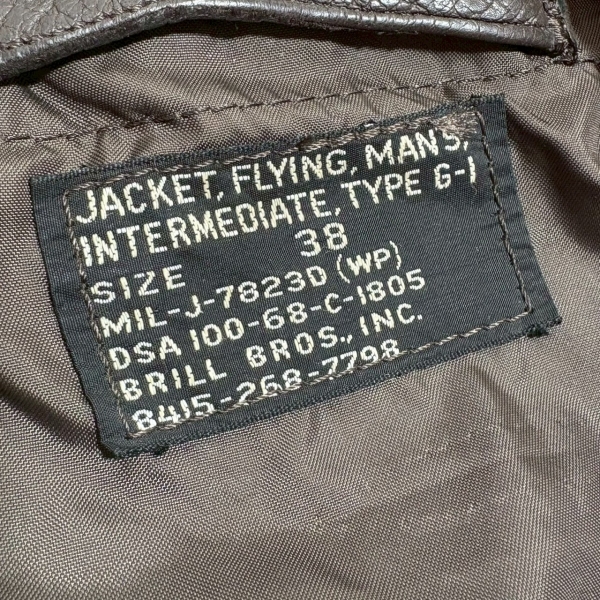 JACKET, FLYING, MAN'S,
INTERMEDIATE, TYPE G-1
SIZE 38
MIL-J-7823D (WP)
DSA 100-68-C-1805
BRILL BROS., INC.
8415-268-7798